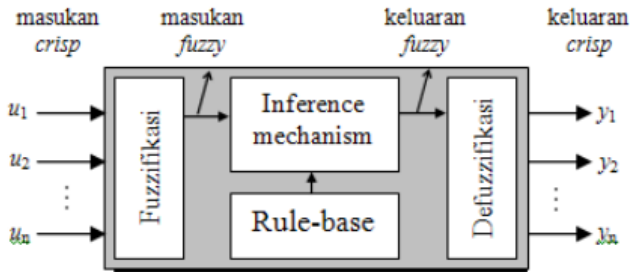 masukan
crisp
masukan
fuzzy
keluaran
fuzzy
keluaran
crisp
u1
u2
⋮
un
Fuzzifikasi
Inference
mechanism
Rule-base
Defuzzifikasi
y1
y2
⋮
yn